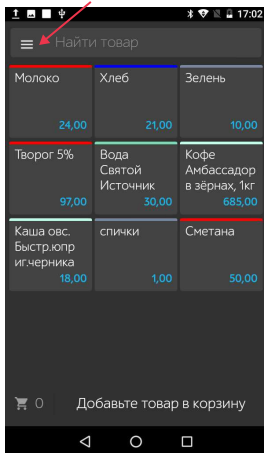 17:02
Найти товар
Молоко
24,00
Хлеб
21,00
Зелень
10,00
Творог 5%
97,00
Вода
Святой
Источник
30,00
Кофе
Амбассадор
в зёрнах, 1кг
685,00
Каша овс.
Быстр.юпр
иг.черника
18,00
спички
1,00
Сметана
50,00
0
Добавьте товар в корзину